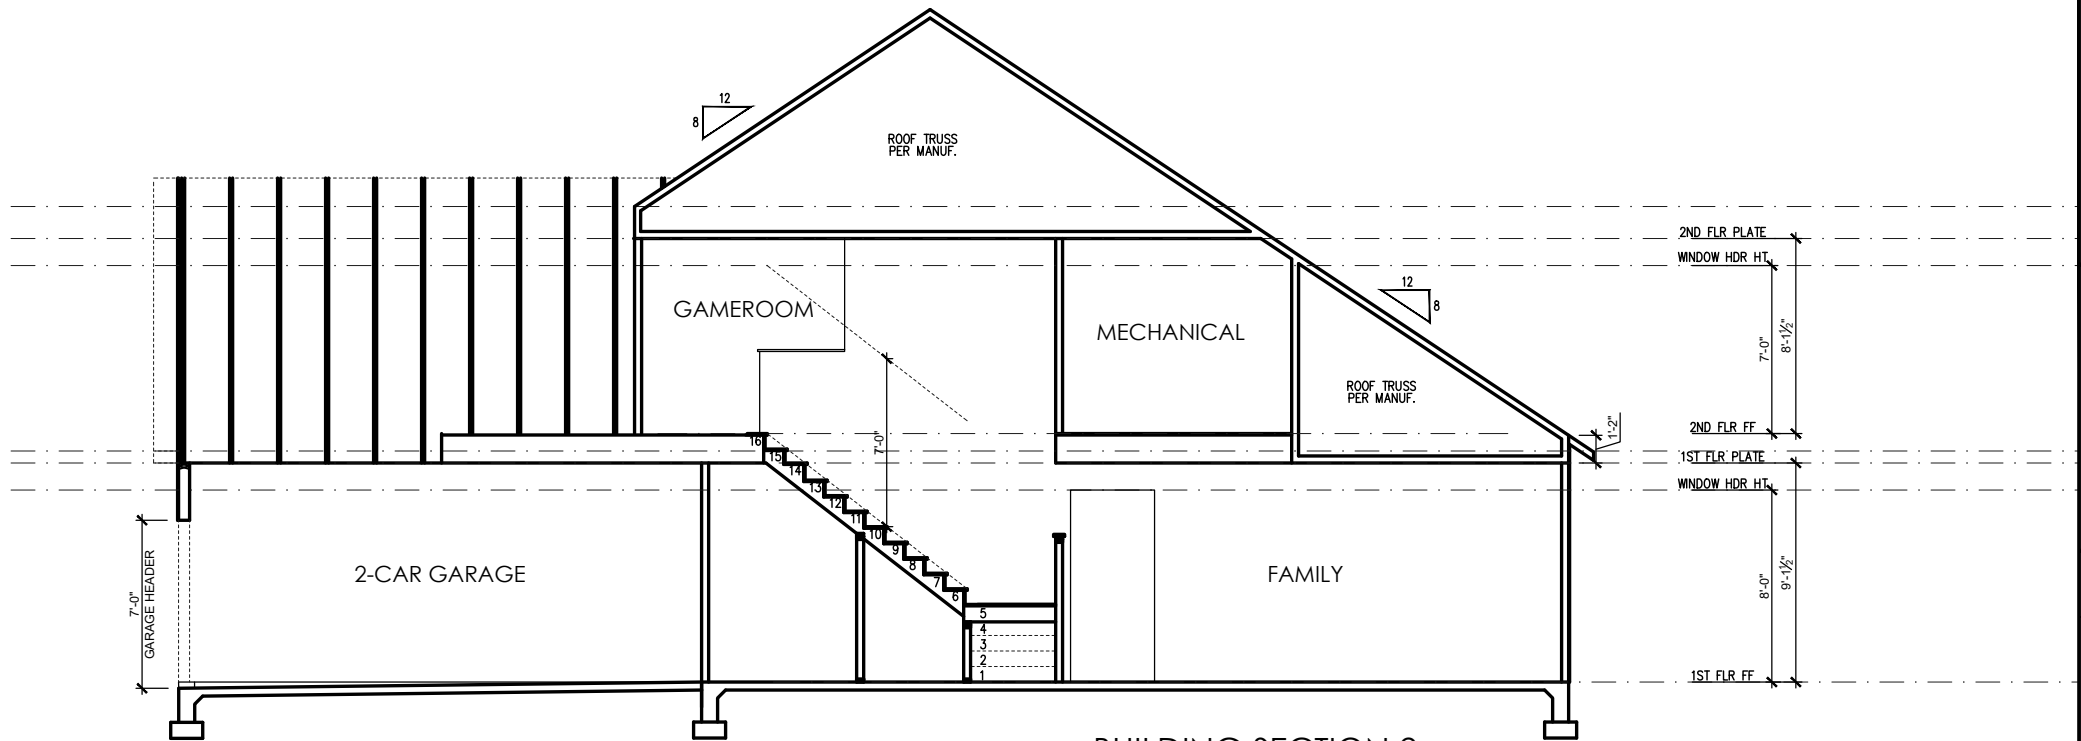 12
8
ROOF TRUSS
PER MANUF.
2ND FLR PLATE
WINDOW HDR HT
12
8
GAMEROOM
MECHANICAL
7'-0"
8'-1½"
ROOF TRUSS
PER MANUF.
7'-0"
2ND FLR FF
1'-2"
1ST FLR PLATE
WINDOW HDR HT
16
15
14
13
12
11
10
9
8
7
6
5
4
3
2
1
2-CAR GARAGE
FAMILY
7'-0"
GARAGE HEADER
8'-0"
9'-1½"
1ST FLR FF
BUILDING SECTION